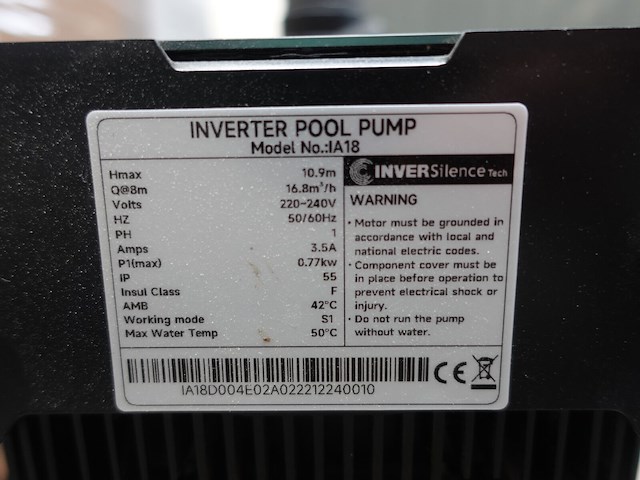 INVERTER POOL PUMP
Model No.:IA18
Hmax 10.9m
Q@8m 16.8m³/h
Volts 220-240V
HZ 50/60Hz
PH 1
Amps 3.5A
P1(max) 0.77kw
IP 55
Insul Class F
AMB 42°C
Working mode S1
Max Water Temp 50°C
INVERSilence Tech
WARNING
· Motor must be grounded in
accordance with local and
national electric codes.
· Component cover must be
in place before operation to
prevent electrical shock or
injury.
· Do not run the pump
without water.
IA18D004E02A022212240010
CE